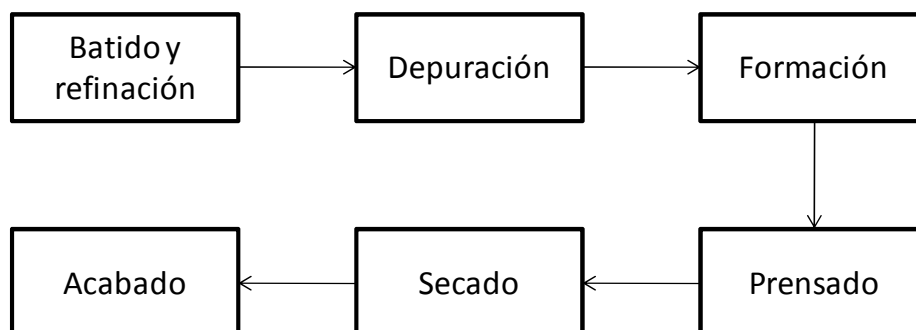 Batido y
refinación
Depuración
Formación
Acabado
Secado
Prensado